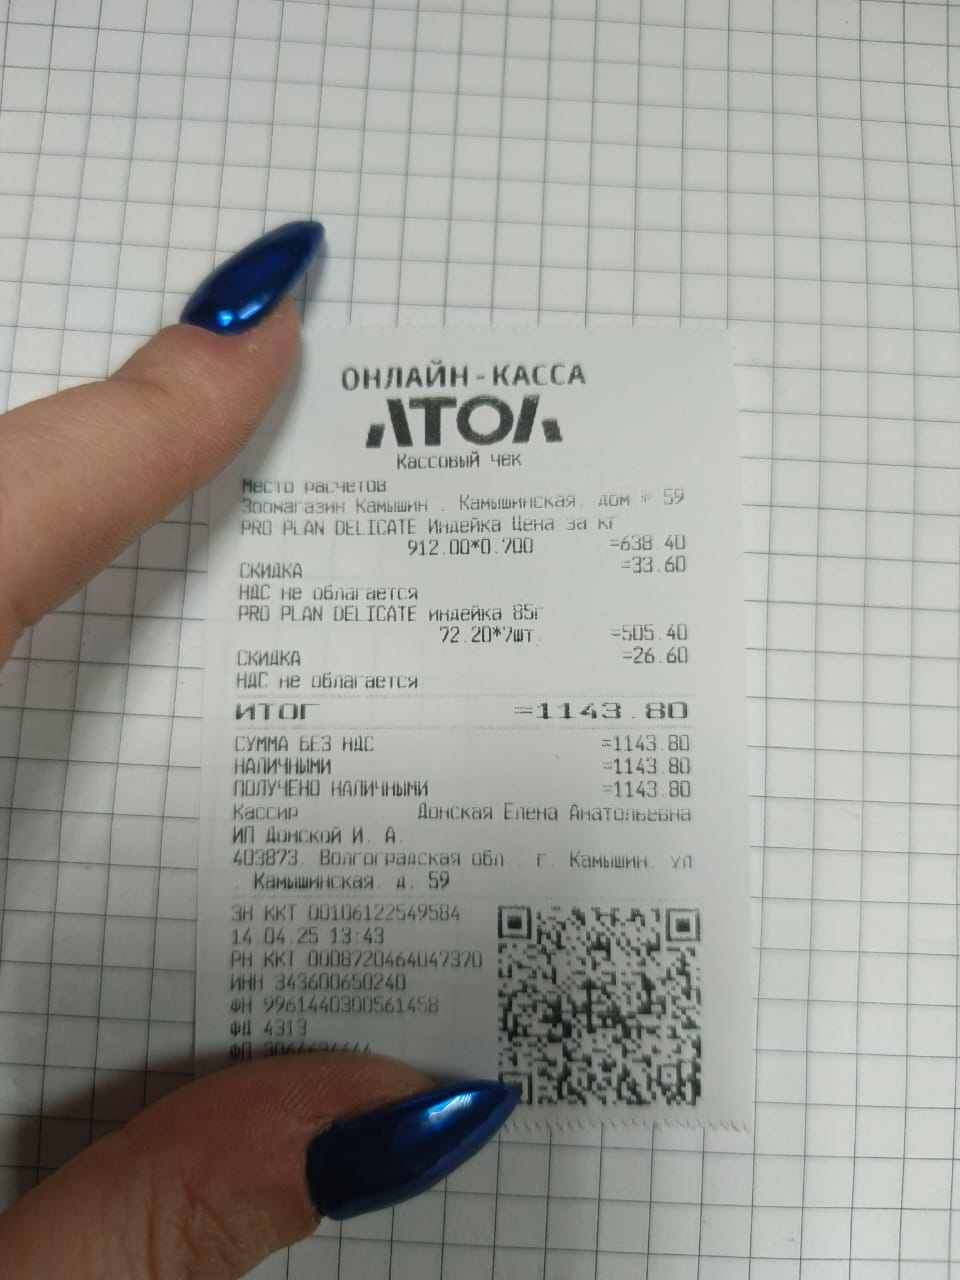 ОНЛАЙН-КАССА
АТОЛ
Кассовый чек
Место расчетов
Зоомагазин Камышин , Камышинская, дом № 59
PRO PLAN DELICATE Индейка Цена за кг
912.00*0.700 =638.40
СКИДКА =33.60
НДС не облагается
PRO PLAN DELICATE индейка 85г
72.20*7шт. =505.40
СКИДКА =26.60
НДС не облагается
ИТОГ =1143.80
СУММА БЕЗ НДС =1143.80
НАЛИЧНЫМИ =1143.80
ПОЛУЧЕНО НАЛИЧНЫМИ =1143.80
Кассир Донская Елена Анатольевна
ИП Донской И. А.
403873, Волгоградская обл , г. Камышин, ул
. Камышинская, д. 59
ЗН ККТ 00106122549584
14.04.25 13:43
РН ККТ 0008720464047370
ИНН 343600650240
ФН 9961440300561458
ФД 4313
ФП